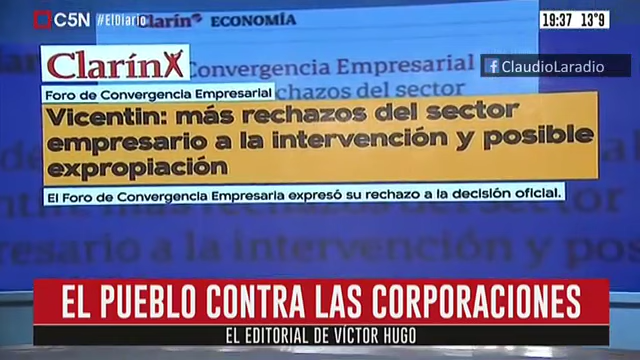 C5N #ElDiario
Clarín ECONOMÍA
19:37 13°9
Clarín
Convergencia Empresarial
ClaudioLaradio
Foro de Convergencia Empresarial
rechazos del sector
Vicentin: más rechazos del sector
empresario a la intervención y posible
expropiación
El Foro de Convergencia Empresaria expresó su rechazo a la decisión oficial.
EL PUEBLO CONTRA LAS CORPORACIONES
EL EDITORIAL DE VÍCTOR HUGO